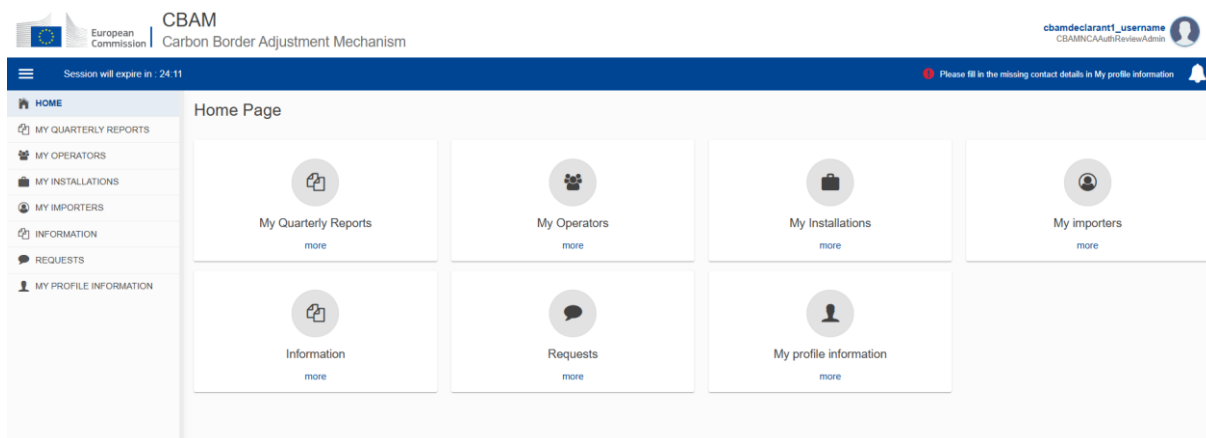 European
Commission
CBAM
Carbon Border Adjustment Mechanism
cbamdeclarant1_username
CBAMNCAAuthReviewAdmin
Session will expire in : 24:11
Please fill in the missing contact details in My profile information
HOME
MY QUARTERLY REPORTS
MY OPERATORS
MY INSTALLATIONS
MY IMPORTERS
INFORMATION
REQUESTS
MY PROFILE INFORMATION
Home Page
My Quarterly Reports
more
My Operators
more
My Installations
more
My importers
more
Information
more
Requests
more
My profile information
more